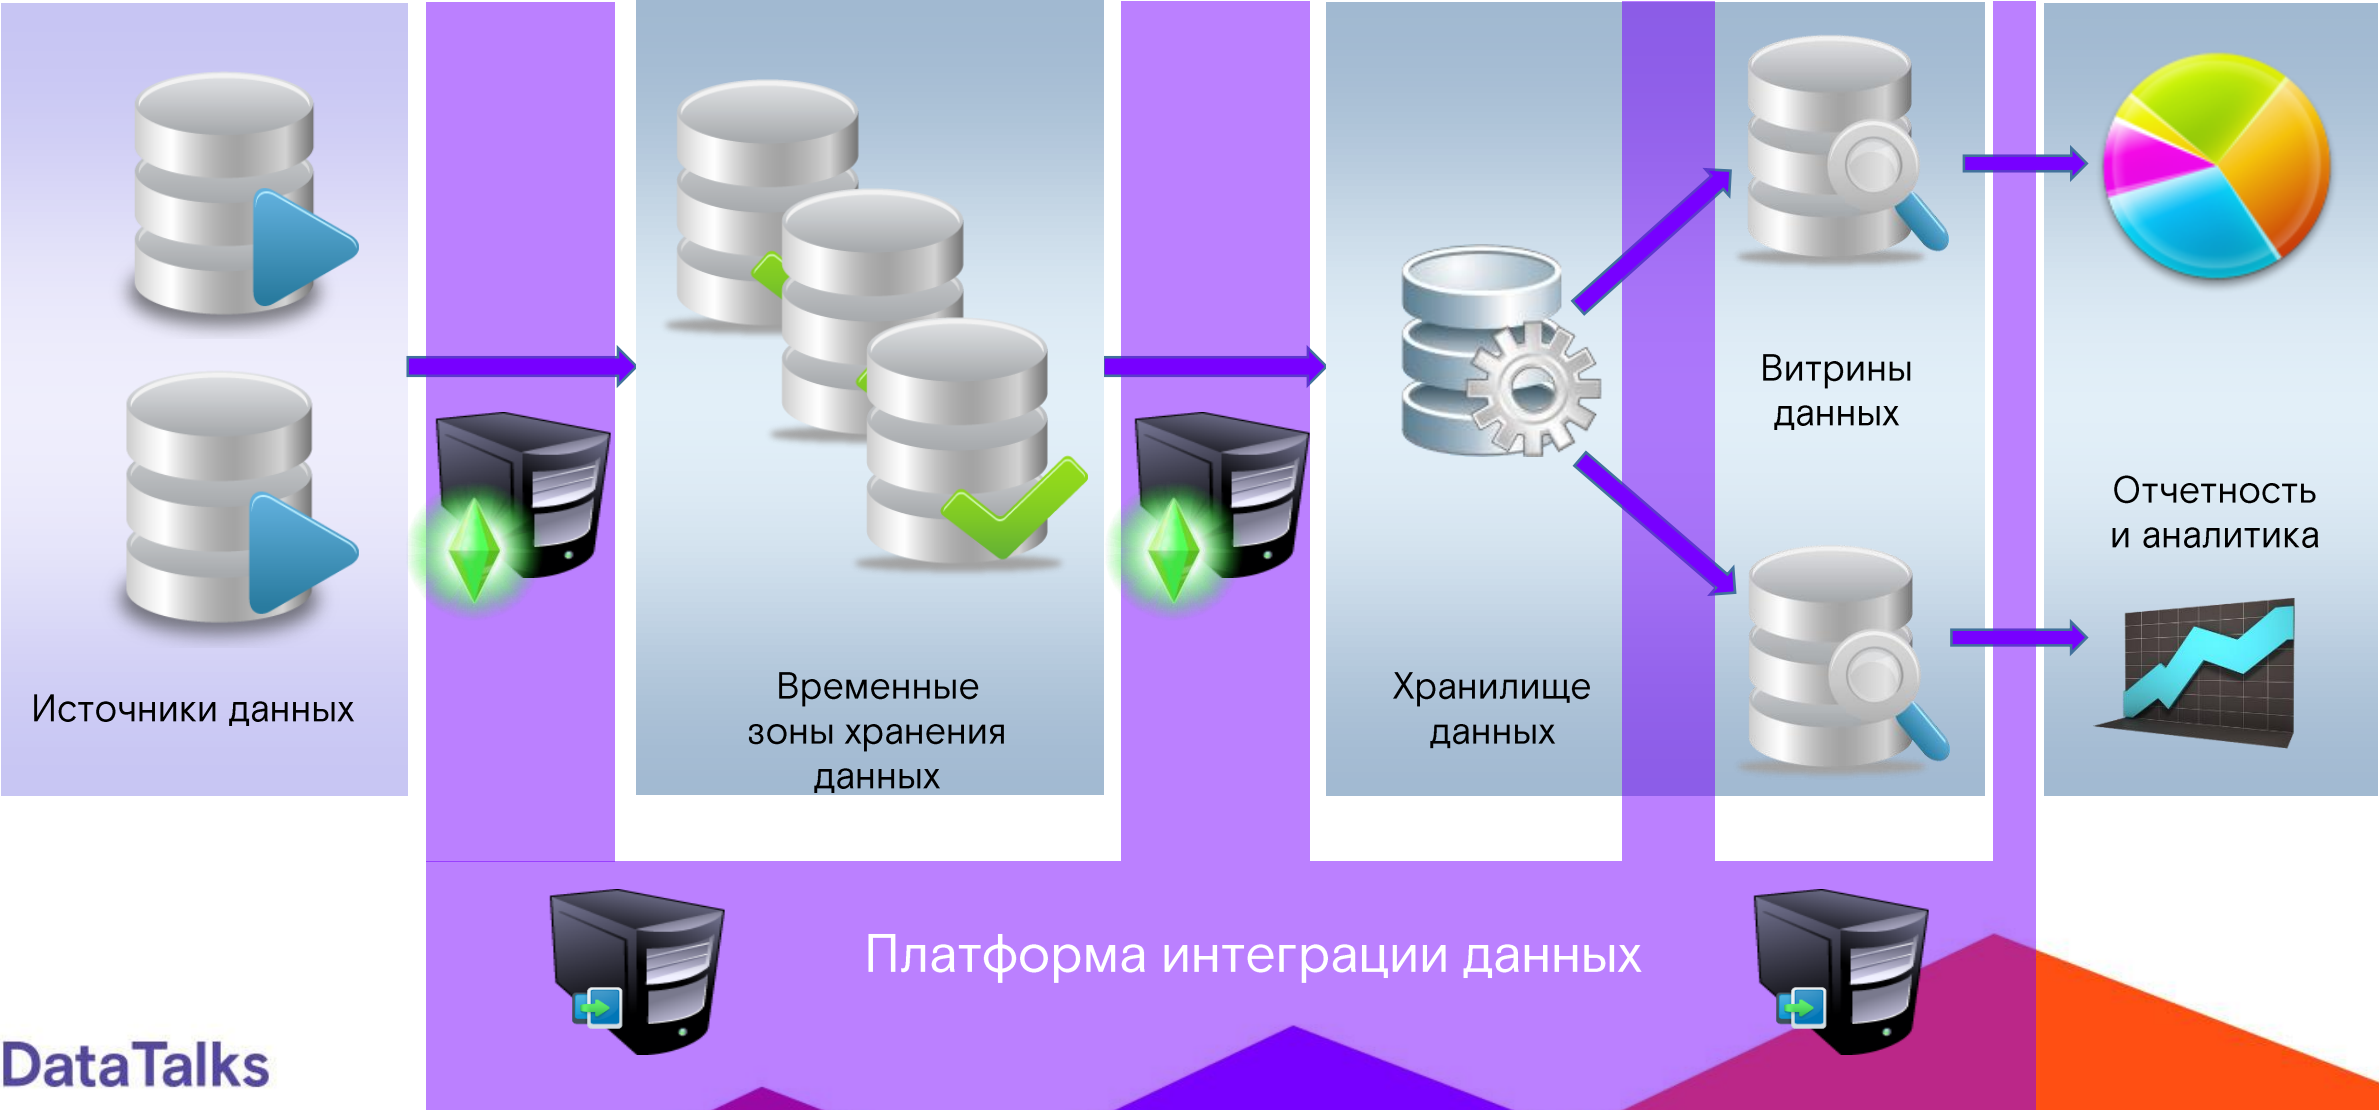 Источники данных
Временные
зоны хранения
данных
Хранилище
данных
Витрины
данных
Отчетность
и аналитика
Платформа интеграции данных
DataTalks